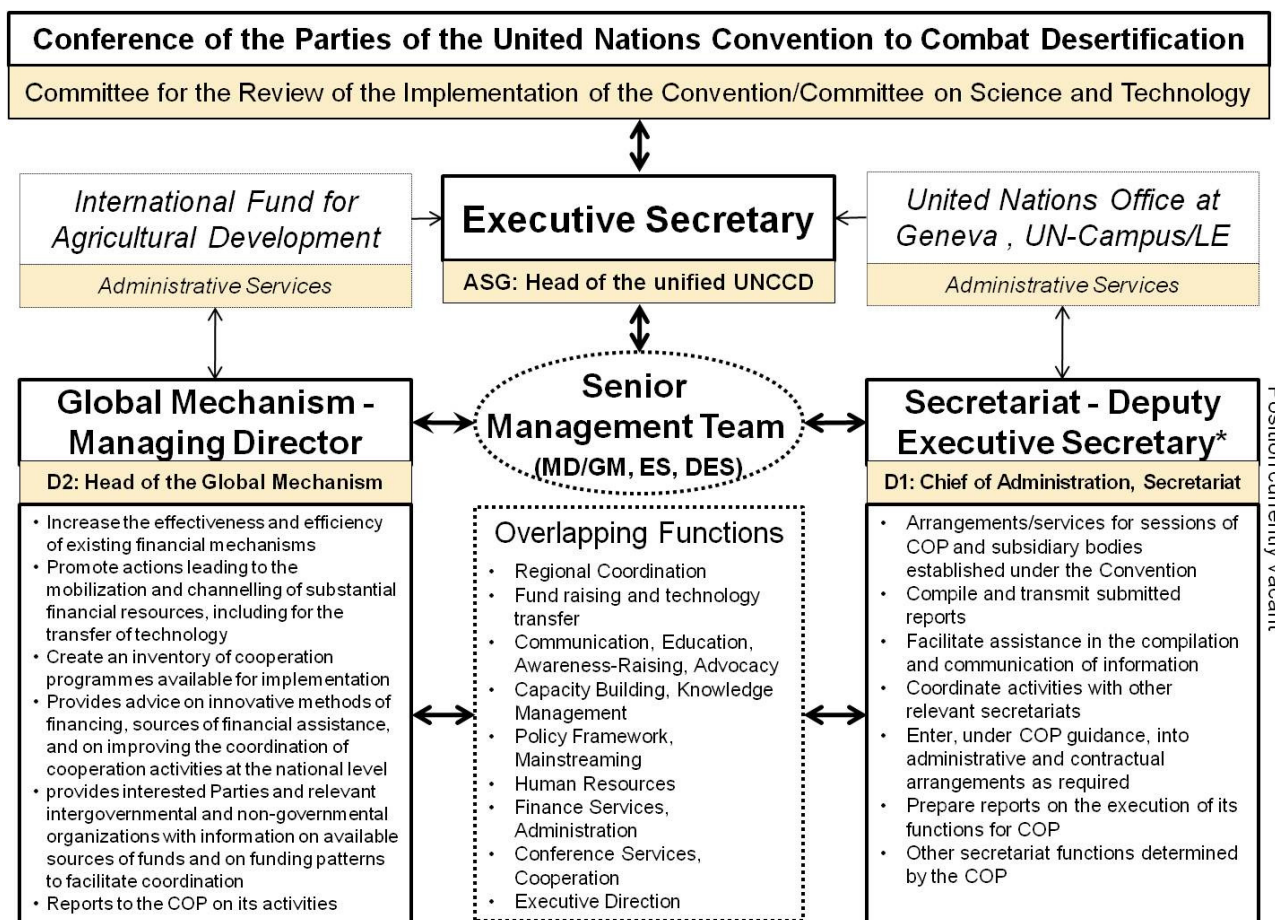 Conference of the Parties of the United Nations Convention to Combat Desertification
Committee for the Review of the Implementation of the Convention/Committee on Science and Technology
International Fund for
Agricultural Development
Administrative Services
Executive Secretary
ASG: Head of the unified UNCCD
United Nations Office at
Geneva , UN-Campus/LE
Administrative Services
Global Mechanism -
Managing Director
D2: Head of the Global Mechanism
• Increase the effectiveness and efficiency
of existing financial mechanisms
• Promote actions leading to the
mobilization and channelling of substantial
financial resources, including for the
transfer of technology
• Create an inventory of cooperation
programmes available for implementation
• Provides advice on innovative methods of
financing, sources of financial assistance,
and on improving the coordination of
cooperation activities at the national level
• provides interested Parties and relevant
intergovernmental and non-governmental
organizations with information on available
sources of funds and on funding patterns
to facilitate coordination
• Reports to the COP on its activities
Senior
Management Team
(MD/GM, ES, DES)
Overlapping Functions
• Regional Coordination
• Fund raising and technology
transfer
• Communication, Education,
Awareness-Raising, Advocacy
• Capacity Building, Knowledge
Management
• Policy Framework,
Mainstreaming
• Human Resources
• Finance Services,
Administration
• Conference Services,
Cooperation
• Executive Direction
Secretariat - Deputy
Executive Secretary*
D1: Chief of Administration, Secretariat
• Arrangements/services for sessions of
COP and subsidiary bodies
established under the Convention
• Compile and transmit submitted
reports
• Facilitate assistance in the compilation
and communication of information
• Coordinate activities with other
relevant secretariats
• Enter, under COP guidance, into
administrative and contractual
arrangements as required
• Prepare reports on the execution of its
functions for COP
• Other secretariat functions determined
by the COP
Position currently vacant